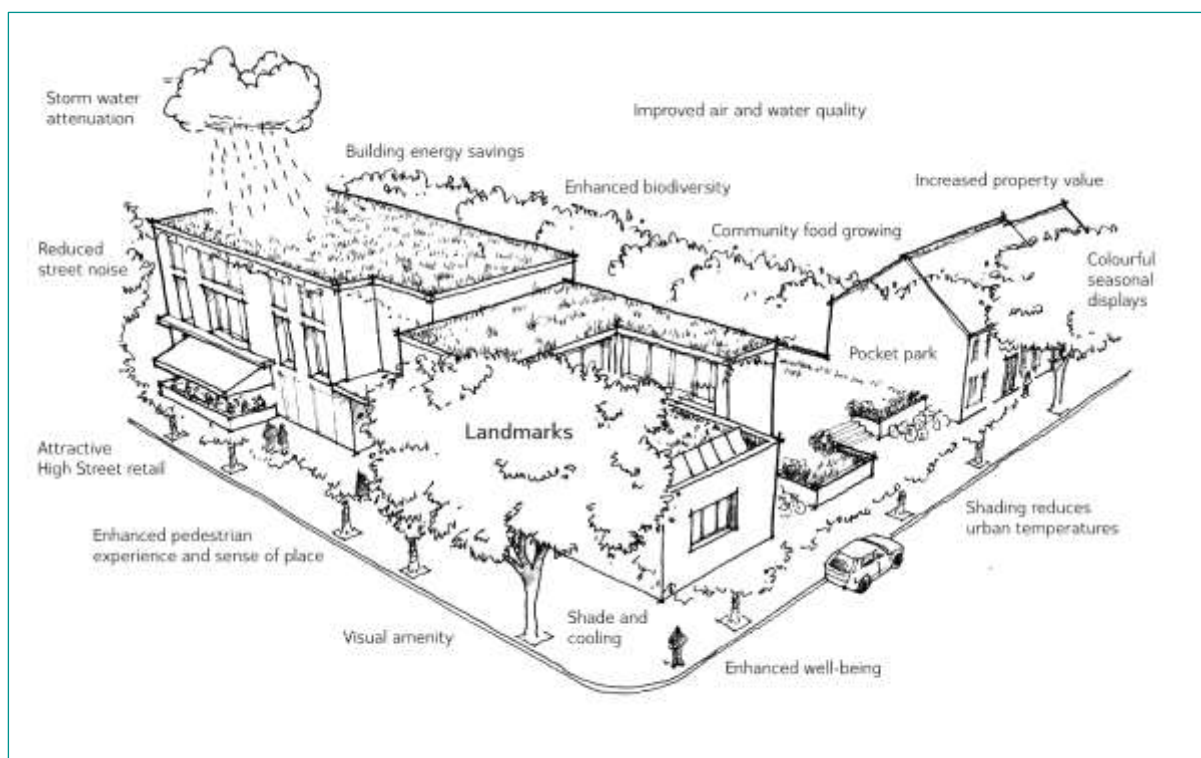 Storm water
attenuation
Improved air and water quality
Building energy savings
Enhanced biodiversity
Increased property value
Reduced
street noise
Community food growing
Colourful
seasonal
displays
Pocket park
Landmarks
Attractive
High Street retail
Shading reduces
urban temperatures
Enhanced pedestrian
experience and sense of place
Shade and
cooling
Visual amenity
Enhanced well-being